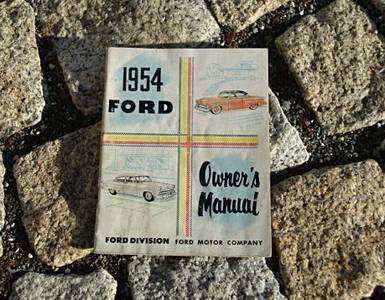 1954
FORD
Owner's
Manual
FORD DIVISION FORD MOTOR COMPANY